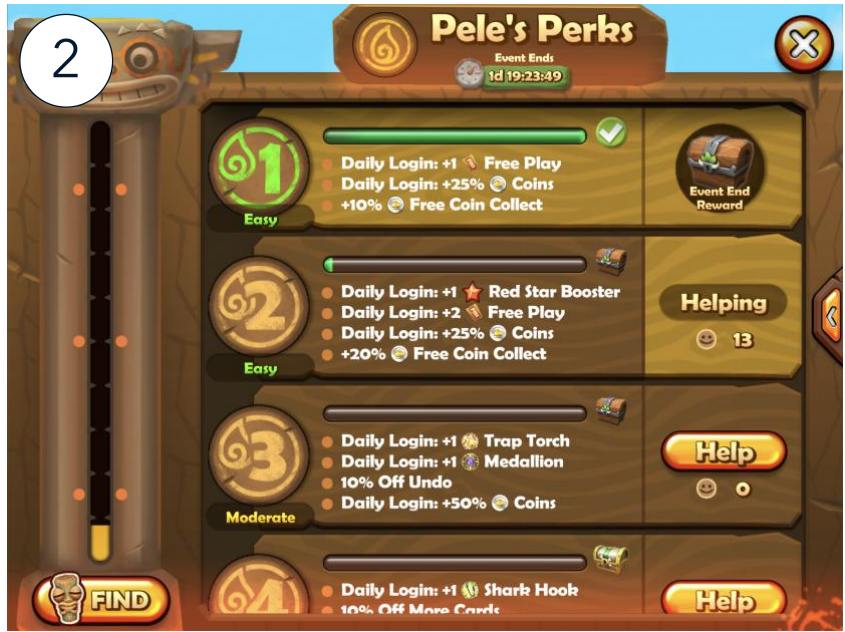 2
Pele's Perks
Event Ends
1d 19:23:49
1
Easy
Daily Login: +1 Free Play
Daily Login: +25% Coins
+10% Free Coin Collect
Event End
Reward
2
Easy
Daily Login: +1 Red Star Booster
Daily Login: +2 Free Play
Daily Login: +25% Coins
+20% Free Coin Collect
Helping
13
3
Moderate
Daily Login: +1 Trap Torch
Daily Login: +1 Medallion
10% Off Undo
Daily Login: +50% Coins
Help
0
4
Daily Login: +1 Shark Hook
10% Off More Cards
Help
FIND